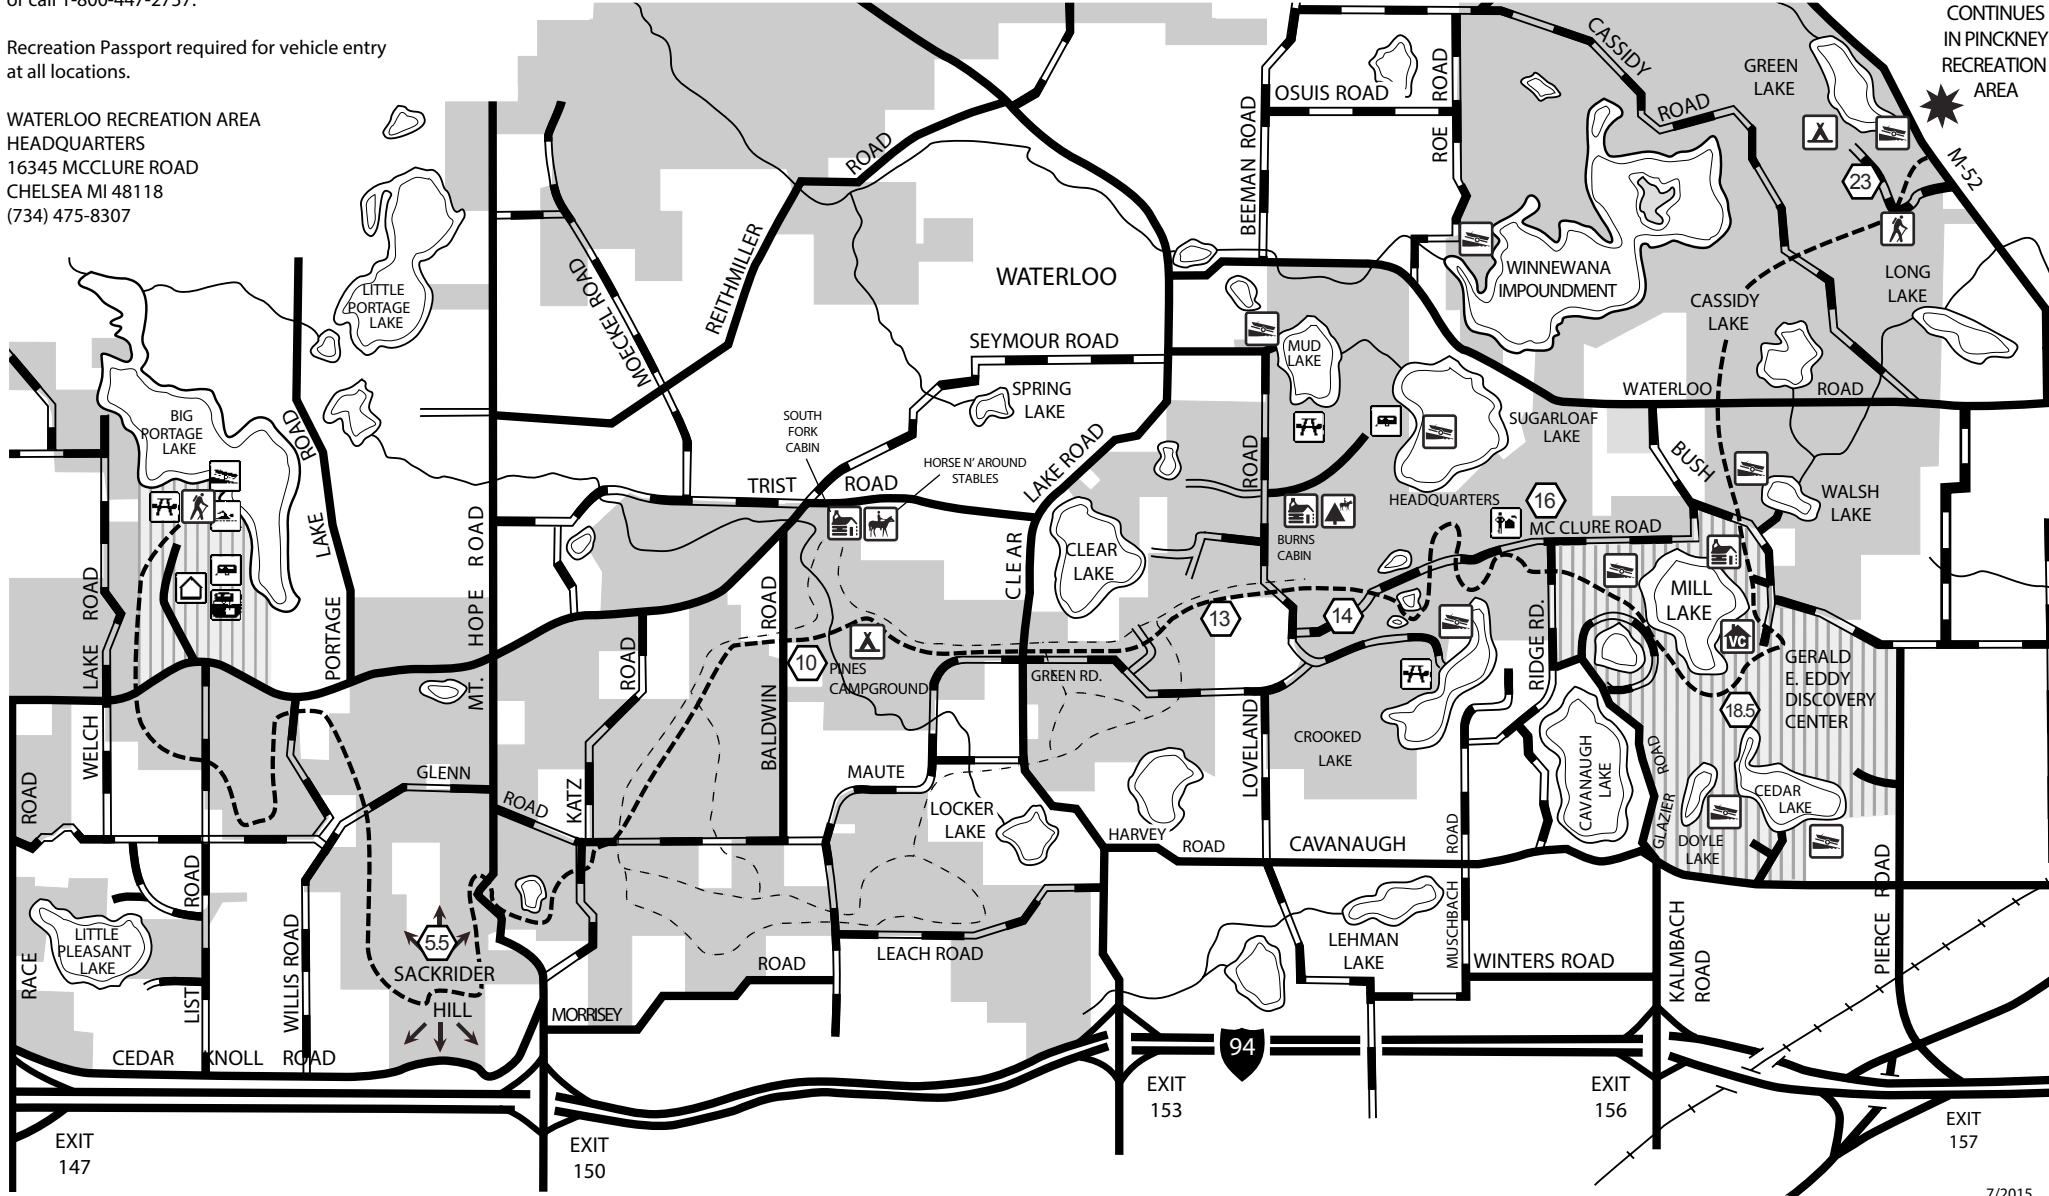 or call 1-800-447-2757.
Recreation Passport required for vehicle entry
at all locations.
WATERLOO RECREATION AREA
HEADQUARTERS
16345 MCCLURE ROAD
CHELSEA MI 48118
(734) 475-8307
CONTINUES
IN PINCKNEY
RECREATION
AREA
CASSIDY
ROAD
GREEN
LAKE
OSUIS ROAD
ROE
ROAD
BEEMAN ROAD
M-52
23
ROAD
REITHMILLER
MOECKEL ROAD
WATERLOO
LITTLE
PORTAGE
LAKE
WINNEWANA
IMPOUNDMENT
LONG
LAKE
CASSIDY
LAKE
SEYMOUR ROAD
MUD
LAKE
SPRING
LAKE
WATERLOO
ROAD
SUGARLOAF
LAKE
BIG
PORTAGE
LAKE
ROAD
LAKE
PORTAGE
SOUTH
FORK
CABIN
HORSE N' AROUND
STABLES
TRIST
ROAD
LAKE ROAD
CLEAR
ROAD
BUSH
HEADQUARTERS
16
WALSH
LAKE
MC CLURE ROAD
BURNS
CABIN
CLEAR
LAKE
MILL
LAKE
VC
MT. HOPE ROAD
WELCH LAKE ROAD
ROAD
KATZ
BALDWIN
ROAD
10
PINES
CAMPGROUND
GREEN RD.
13
14
RIDGE RD.
GERALD
E. EDDY
DISCOVERY
CENTER
18.5
CROOKED
LAKE
LOVELAND
CAVANAUGH
LAKE
GLAZIER
ROAD
CEDAR
LAKE
DOYLE
LAKE
GLENN
ROAD
MAUTE
LOCKER
LAKE
HARVEY
ROAD
CAVANAUGH
ROAD
MUSCHBACH
RACE
ROAD
LIST
ROAD
WILLIS ROAD
LITTLE
PLEASANT
LAKE
5.5
SACKRIDER
HILL
LEACH ROAD
ROAD
MORRISEY
LEHMAN
LAKE
WINTERS ROAD
KALMBACH
ROAD
PIERCE ROAD
CEDAR KNOLL ROAD
94
EXIT
147
EXIT
150
EXIT
153
EXIT
156
EXIT
157
7/2015